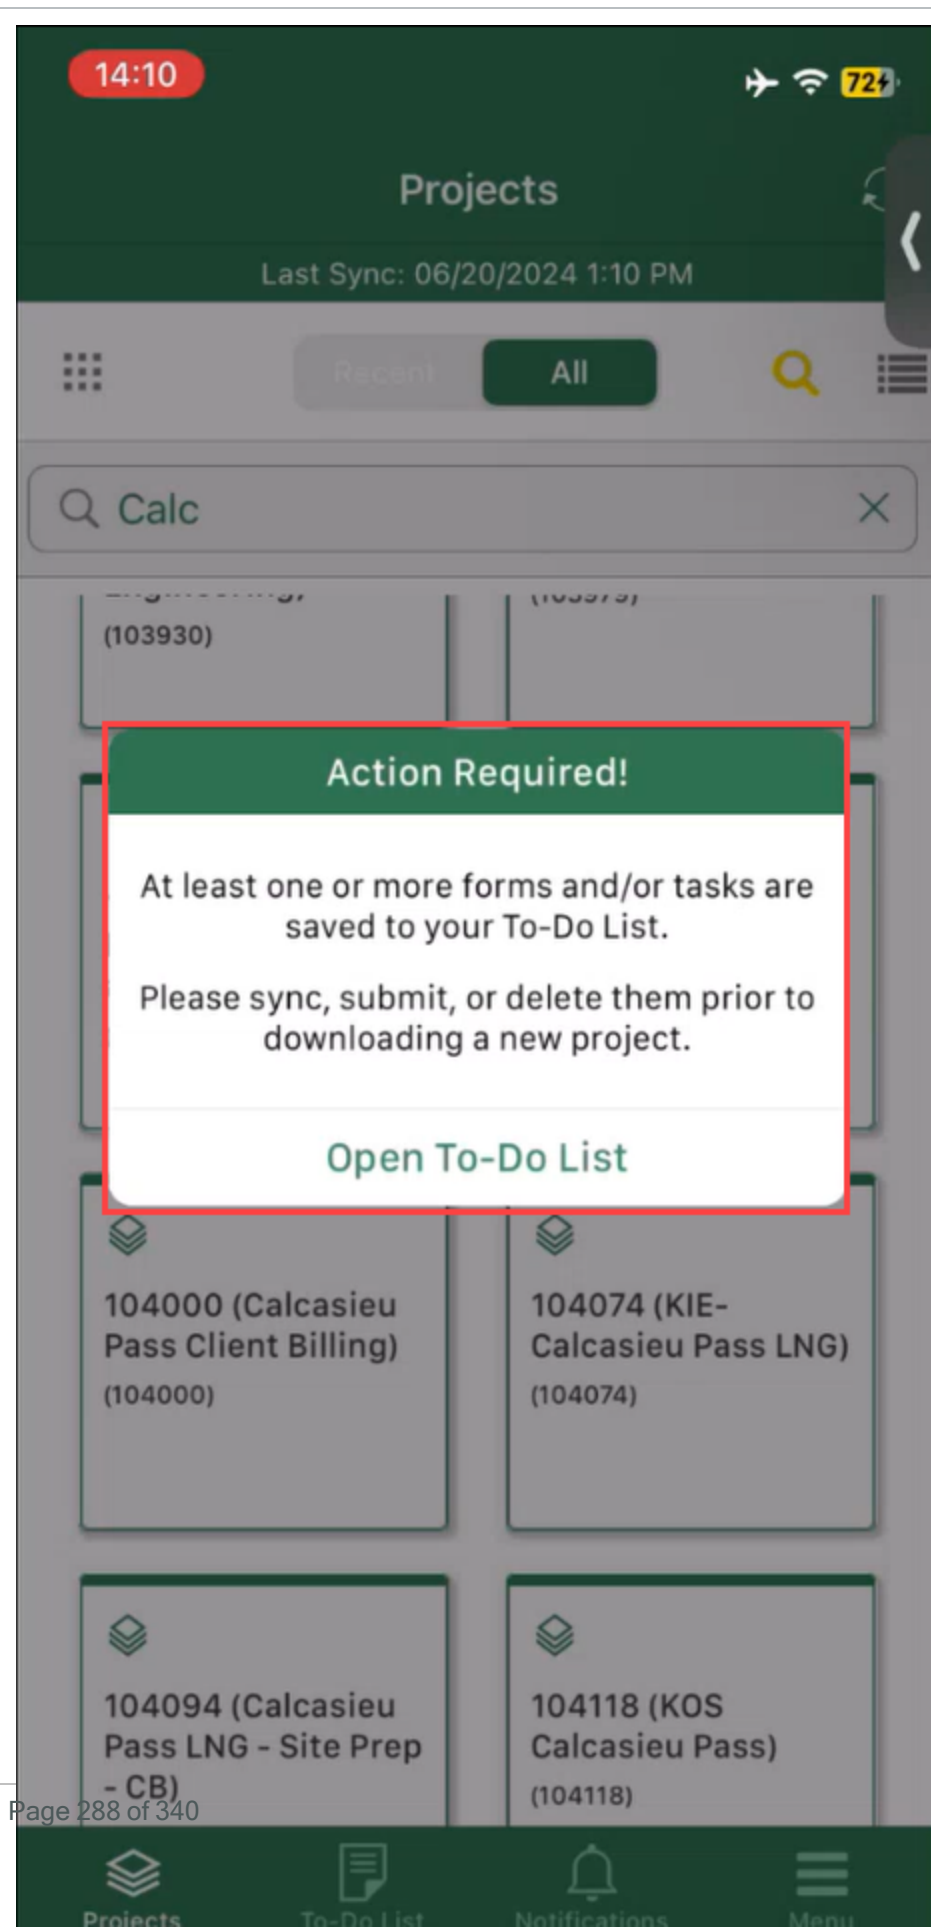 14:10
72
Projects
Last Sync: 06/20/2024 1:10 PM
Recent
All
Calc
(103930)
(103979)
Action Required!
At least one or more forms and/or tasks are
saved to your To-Do List.
Please sync, submit, or delete them prior to
downloading a new project.
Open To-Do List
104000 (Calcasieu
Pass Client Billing)
(104000)
104074 (KIE-
Calcasieu Pass LNG)
(104074)
104094 (Calcasieu
Pass LNG - Site Prep
- CB)
104118 (KOS
Calcasieu Pass)
(104118)
Page 288 of 340
Projects
To-Do List
Notifications
Menu